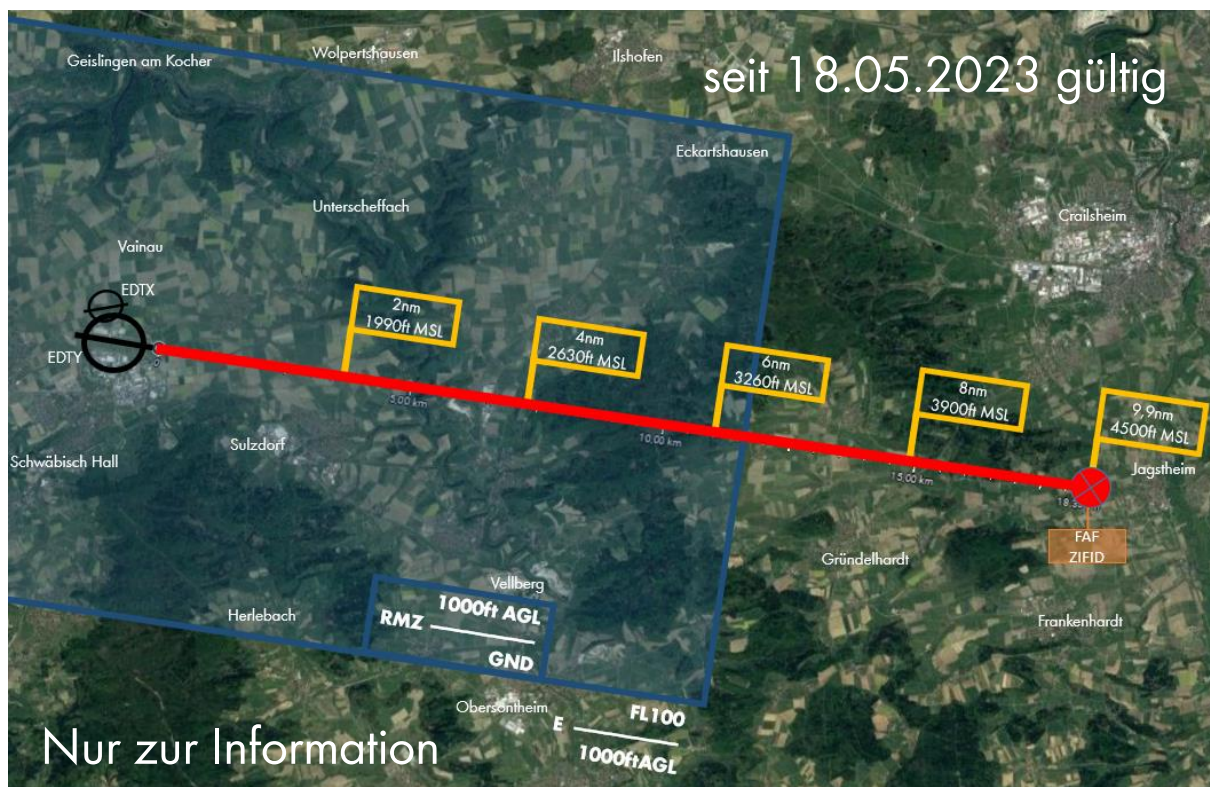 Geislingen am Kocher
Wolpertshausen
Ilshofen
seit 18.05.2023 gültig
Eckartshausen
Unterscheffach
Crailsheim
Vainau
EDTX
EDTY
2nm
1990ft MSL
4nm
2630ft MSL
6nm
3260ft MSL
8nm
3900ft MSL
9,9nm
4500ft MSL
5,00 km
10,00 km
15,00 km
Sulzdorf
Schwäbisch Hall
Jagstheim
FAF
ZIFID
Gründelhardt
Vellberg
1000ft AGL
RMZ
GND
Herlebach
Frankenhardt
Obersontheim
FL100
E
1000ftAGL
Nur zur Information